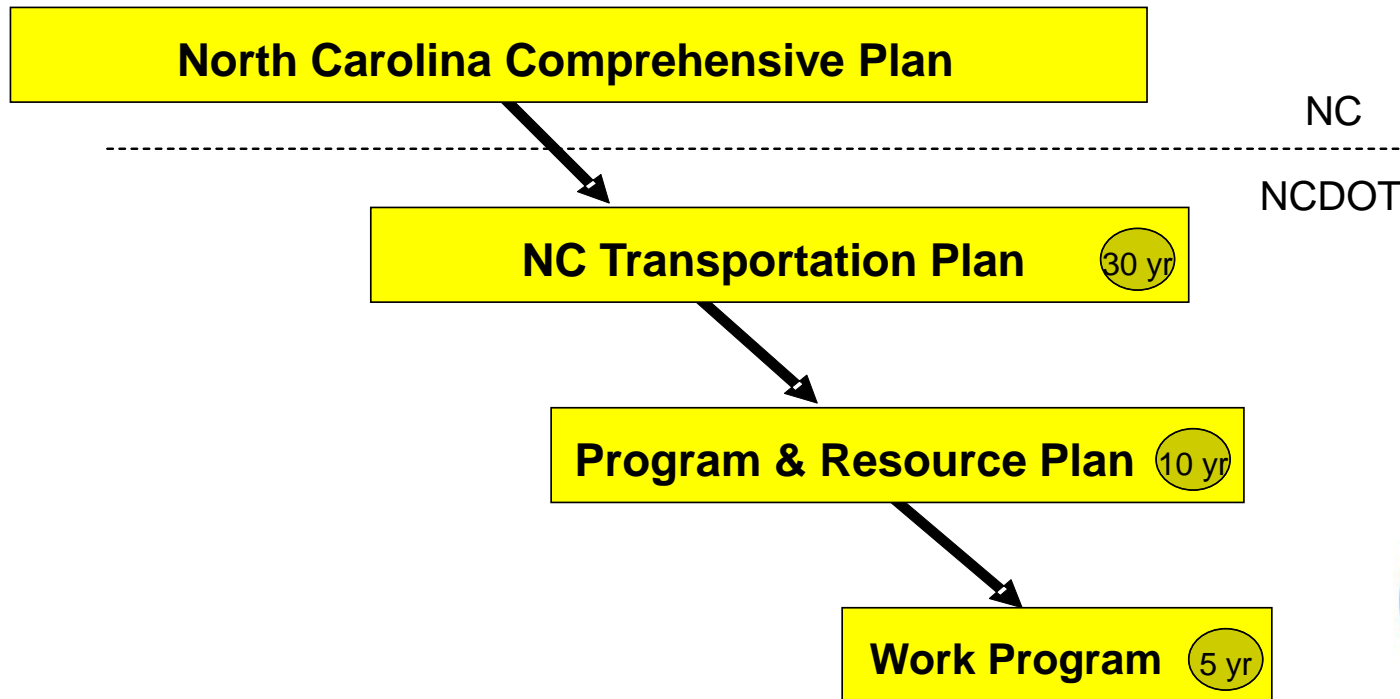 North Carolina Comprehensive Plan
NC
NCDOT
NC Transportation Plan 30 yr
Program & Resource Plan 10 yr
Work Program 5 yr